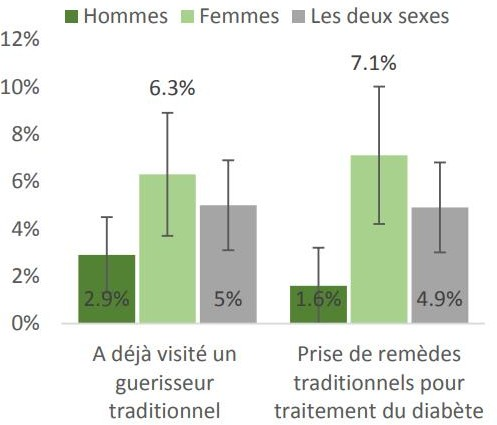 Hommes Femmes Les deux sexes
12%
10%
8%
6%
4%
2%
0%
6.3%
7.1%
2.9%
5%
1.6%
4.9%
A déjà visité un
guerisseur
traditionnel
Prise de remèdes
traditionnels pour
traitement du diabète